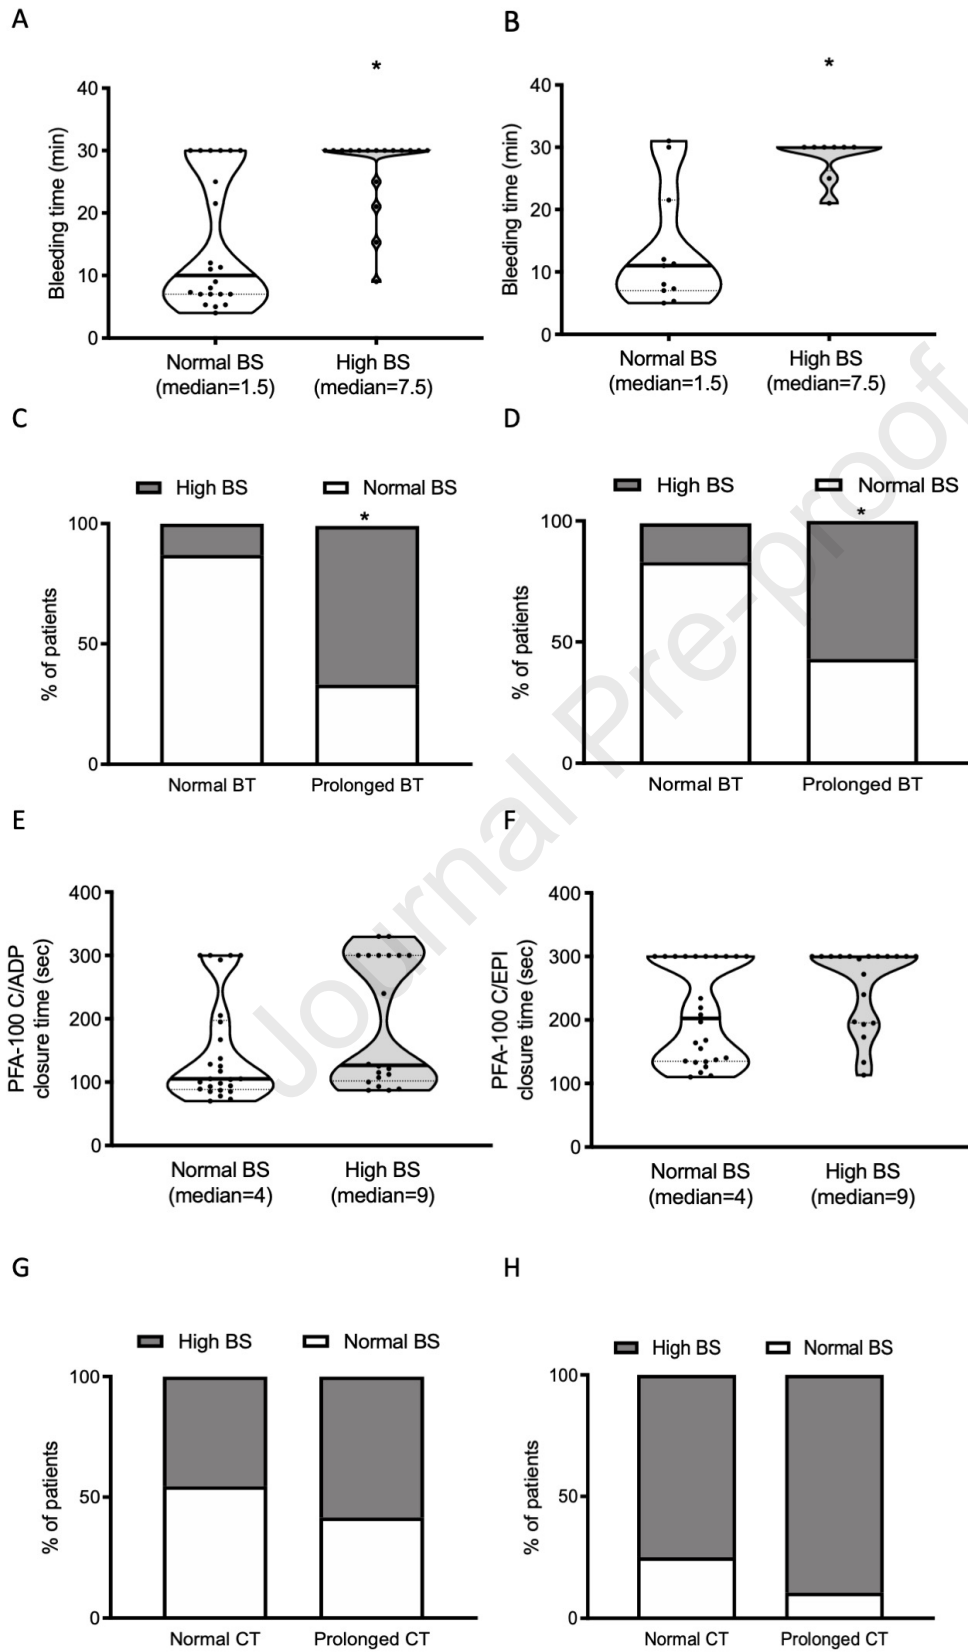 A
B
*
*
Bleeding time (min)
40
30
20
10
0
Normal BS
(median=1.5)
High BS
(median=7.5)
Bleeding time (min)
40
30
20
10
0
Normal BS
(median=1.5)
High BS
(median=7.5)
C
D
High BS
Normal BS
*
% of patients
100
50
0
Normal BT
Prolonged BT
High BS
Normal BS
*
% of patients
100
50
0
Normal BT
Prolonged BT
E
F
PFA-100 C/ADP
closure time (sec)
400
300
200
100
0
Normal BS
(median=4)
High BS
(median=9)
PFA-100 C/EPI
closure time (sec)
400
300
200
100
0
Normal BS
(median=4)
High BS
(median=9)
G
H
High BS
Normal BS
% of patients
100
50
0
Normal CT
Prolonged CT
High BS
Normal BS
% of patients
100
50
0
Normal CT
Prolonged CT
Journal Pre-proof